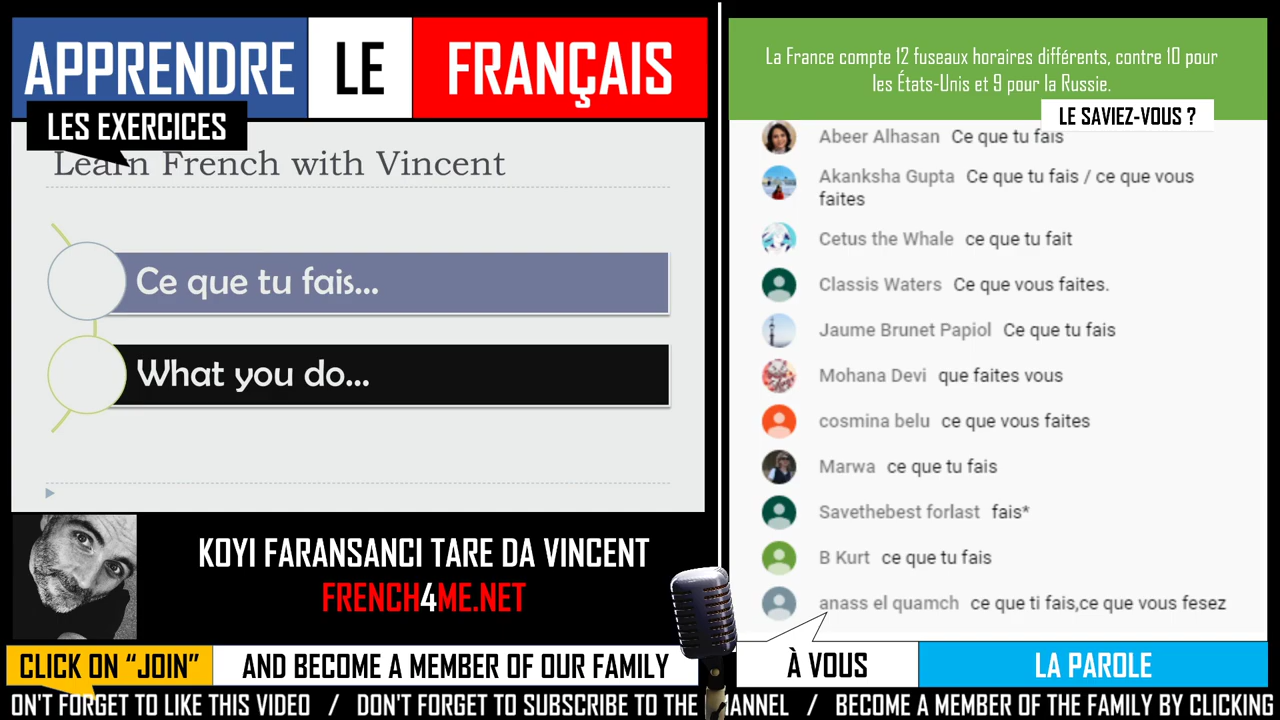 APPRENDRE LE FRANÇAIS
LES EXERCICES
Learn French with Vincent
Ce que tu fais...
What you do...
KOYI FARANSANCI TARE DA VINCENT
FRENCH4ME.NET
CLICK ON “JOIN” AND BECOME A MEMBER OF OUR FAMILY
La France compte 12 fuseaux horaires différents, contre 10 pour
les États-Unis et 9 pour la Russie.
LE SAVIEZ-VOUS ?
Abeer Alhasan Ce que tu fais
Akanksha Gupta Ce que tu fais / ce que vous
faites
Cetus the Whale ce que tu fait
Classis Waters Ce que vous faites.
Jaume Brunet Papiol Ce que tu fais
Mohana Devi que faites vous
cosmina belu ce que vous faites
Marwa ce que tu fais
Savethebest forlast fais*
B Kurt ce que tu fais
anass el quamch ce que ti fais,ce que vous fesez
À VOUS LA PAROLE
ON'T FORGET TO LIKE THIS VIDEO / DON'T FORGET TO SUBSCRIBE TO THE HANNEL / BECOME A MEMBER OF THE FAMILY BY CLICKING